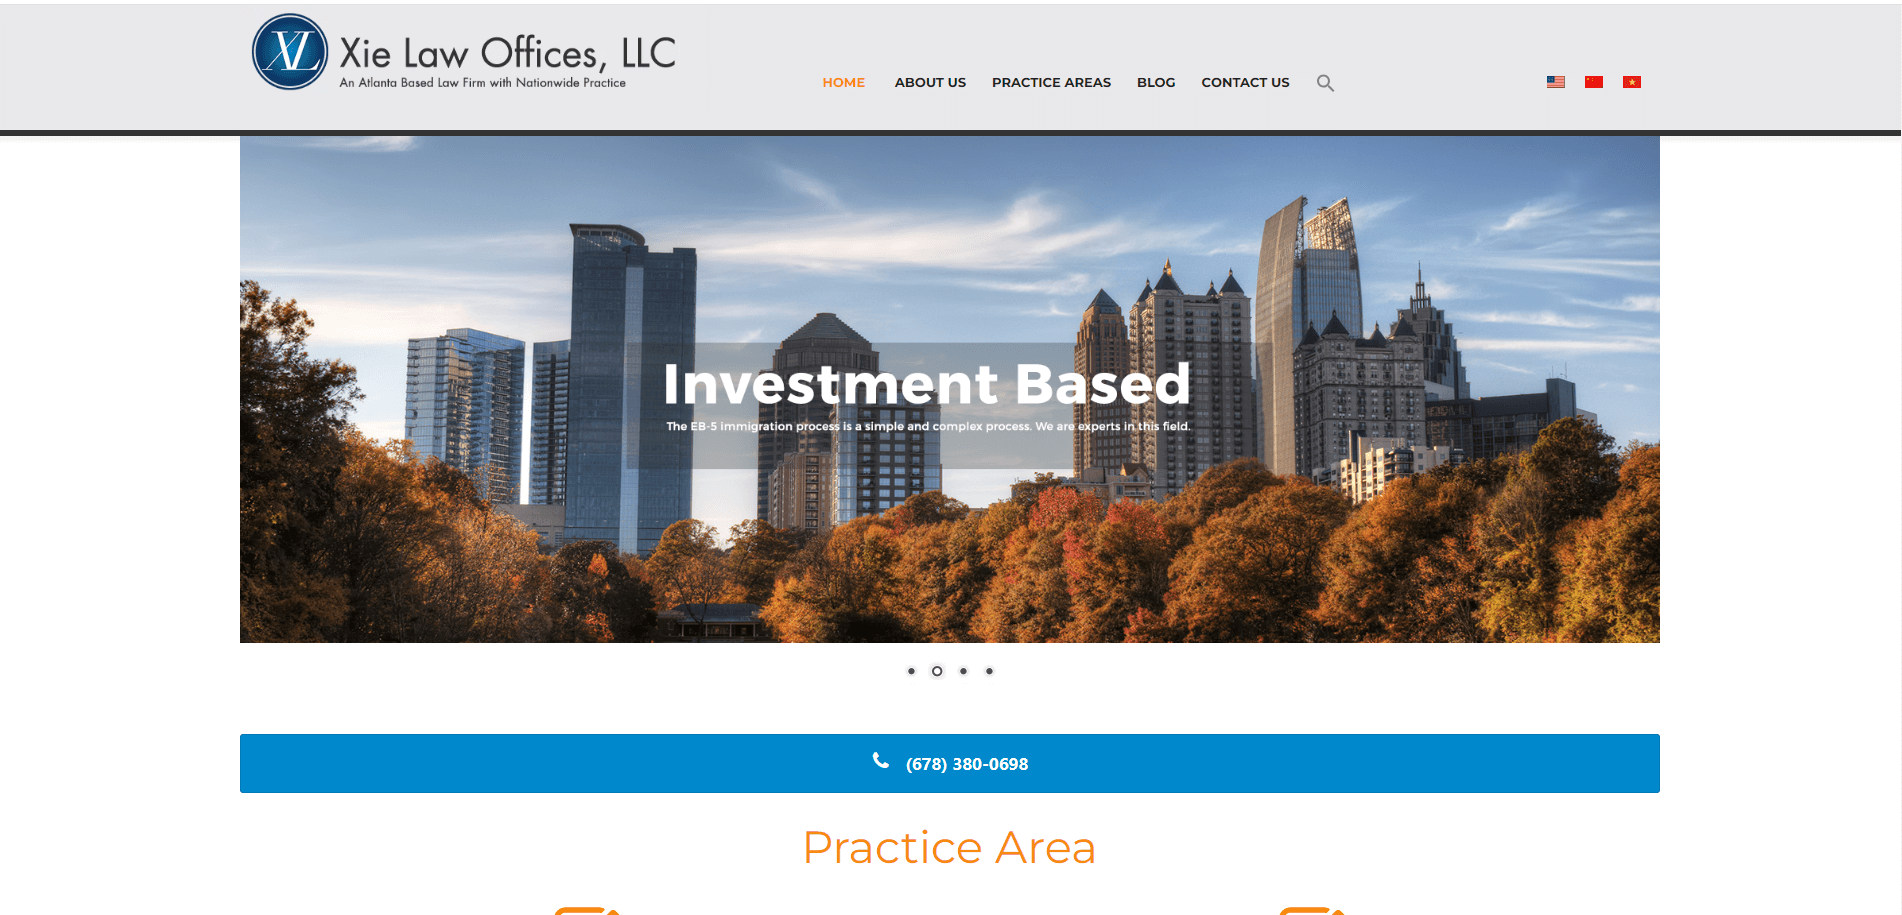 XL
Xie Law Offices, LLC
An Atlanta Based Law Firm with Nationwide Practice
HOME ABOUT US PRACTICE AREAS BLOG CONTACT US
Investment Based
The EB-5 immigration process is a simple and complex process. We are experts in this field.
(678) 380-0698
Practice Area